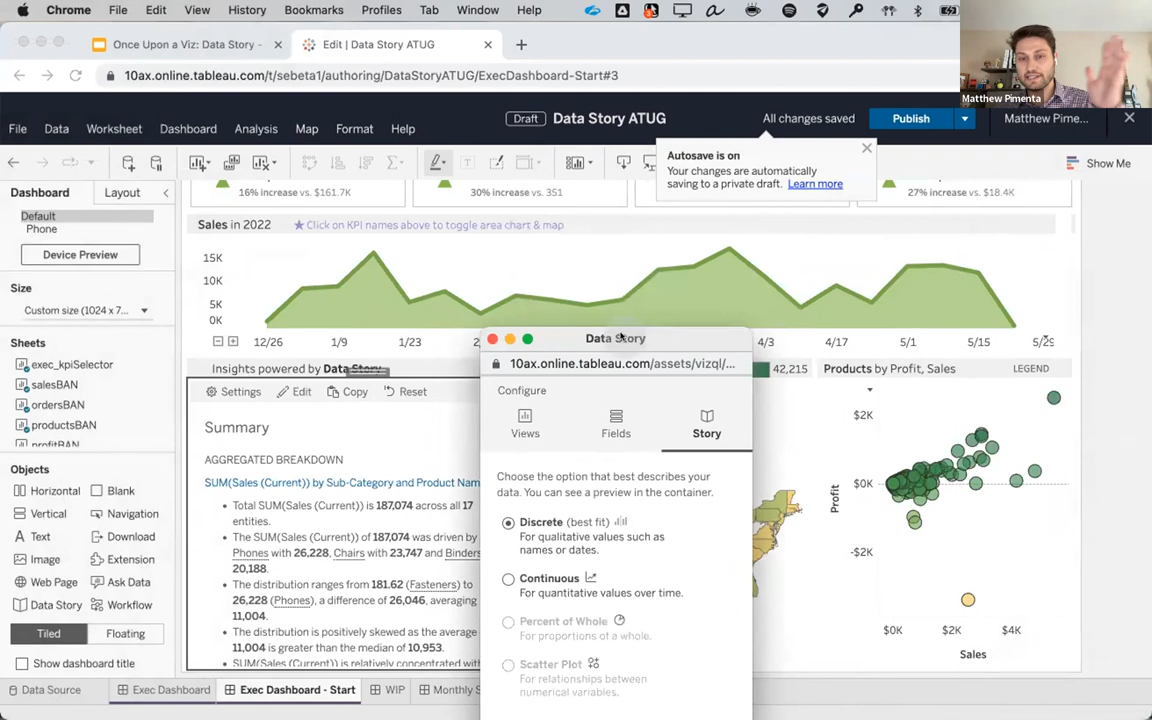 Chrome File Edit View History Bookmarks Profiles Tab Window Help
Once Upon a Viz: Data Story - Edit | Data Story ATUG
10ax.online.tableau.com/t/sebeta1/authoring/DataStoryATUG/ExecDashboard-Start#3
Matthew Pimenta
Draft Data Story ATUG All changes saved Publish Matthew Pime...
File Data Worksheet Dashboard Analysis Map Format Help
Autosave is on
Your changes are automatically
saving to a private draft. Learn more
Show Me
Dashboard Layout
Default
Phone
Device Preview
Size
Custom size (1024 x 7...
Sheets
exec_kpiSelector
salesBAN
ordersBAN
productsBAN
profitBAN
Objects
Horizontal Blank
Vertical Navigation
Text Download
Image Extension
Web Page Ask Data
Data Story Workflow
Tiled Floating
Show dashboard title
16% increase vs. $161.7K 30% increase vs. 351 27% increase vs. $18.4K
Sales in 2022 ★Click on KPI names above to toggle area chart & map
15K
10K
5K
0K
12/26 1/9 1/23 4/3 4/17 5/1 5/15 5/29
Insights powered by Data Story
Settings Edit Copy Reset
Summary
AGGREGATED BREAKDOWN
SUM(Sales (Current)) by Sub-Category and Product Nam
• Total SUM(Sales (Current)) is 187,074 across all 17
entities.
• The SUM(Sales (Current)) of 187,074 was driven by
Phones with 26,228, Chairs with 23,747 and Binders
20,188.
• The distribution ranges from 181.62 (Fasteners) to
26,228 (Phones), a difference of 26,046, averaging
11,004.
• The distribution is positively skewed as the average
11,004 is greater than the median of 10,953.
• SUM(Sales (Current)) is relatively concentrated with
Data Story
10ax.online.tableau.com/assets/vizql/...
Configure
Views Fields Story
Choose the option that best describes your
data. You can see a preview in the container.
Discrete (best fit)
For qualitative values such as
names or dates.
Continuous
For quantitative values over time.
Percent of Whole
For proportions of a whole.
Scatter Plot
For relationships between
numerical variables.
42,215
Products by Profit, Sales LEGEND
$2K
$0K
-$2K
Profit
$0K $2K $4K
Sales
Data Source Exec Dashboard Exec Dashboard - Start WIP Monthly S